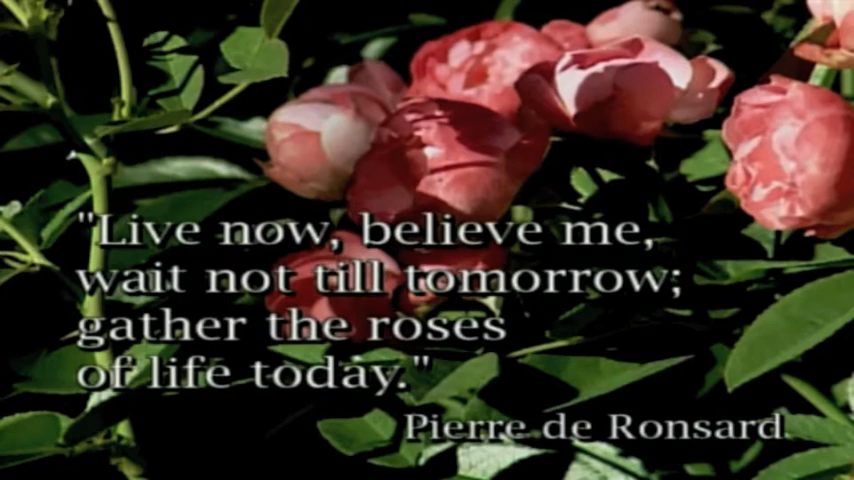 "Live now, believe me,
wait not till tomorrow;
gather the roses
of life today."
Pierre de Ronsard